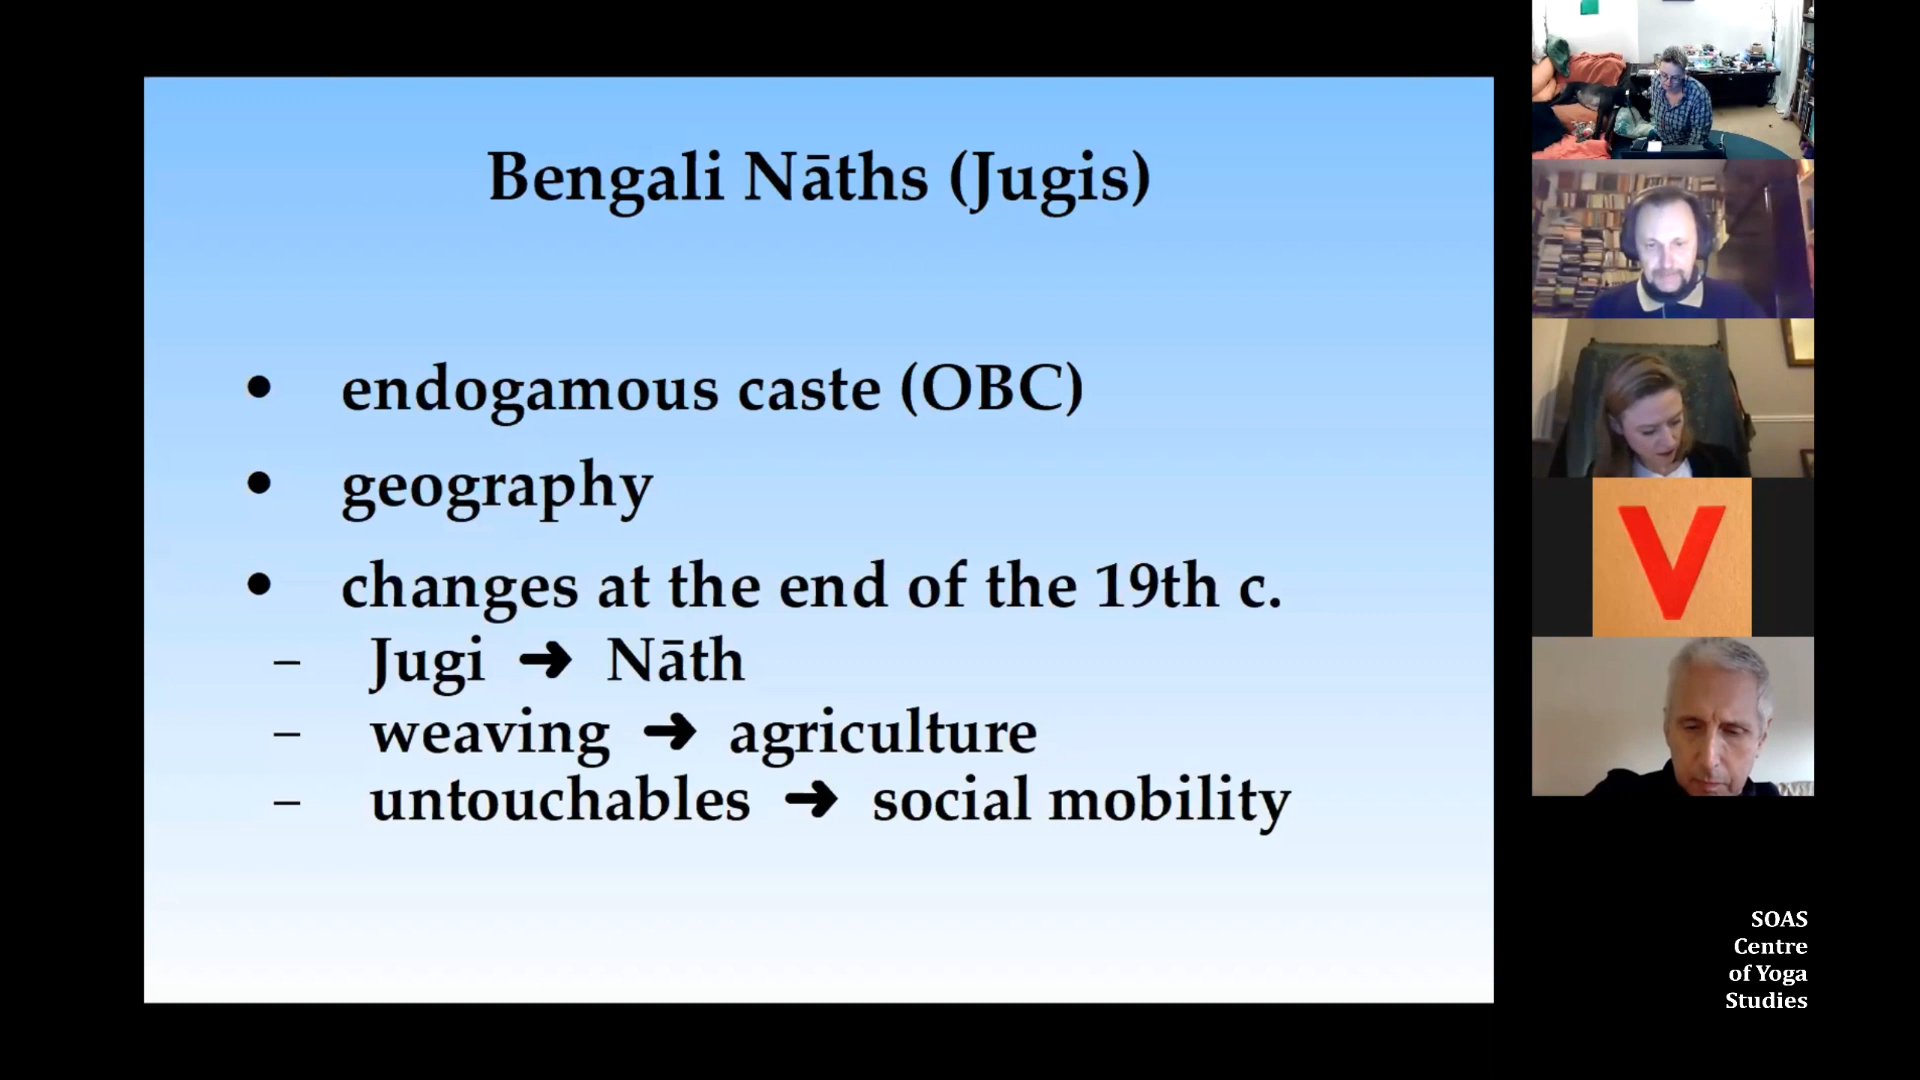 Bengali Nāths (Jugis)
• endogamous caste (OBC)
• geography
• changes at the end of the 19th c.
– Jugi ➜ Nāth
– weaving ➜ agriculture
– untouchables ➜ social mobility
V
SOAS
Centre
of Yoga
Studies